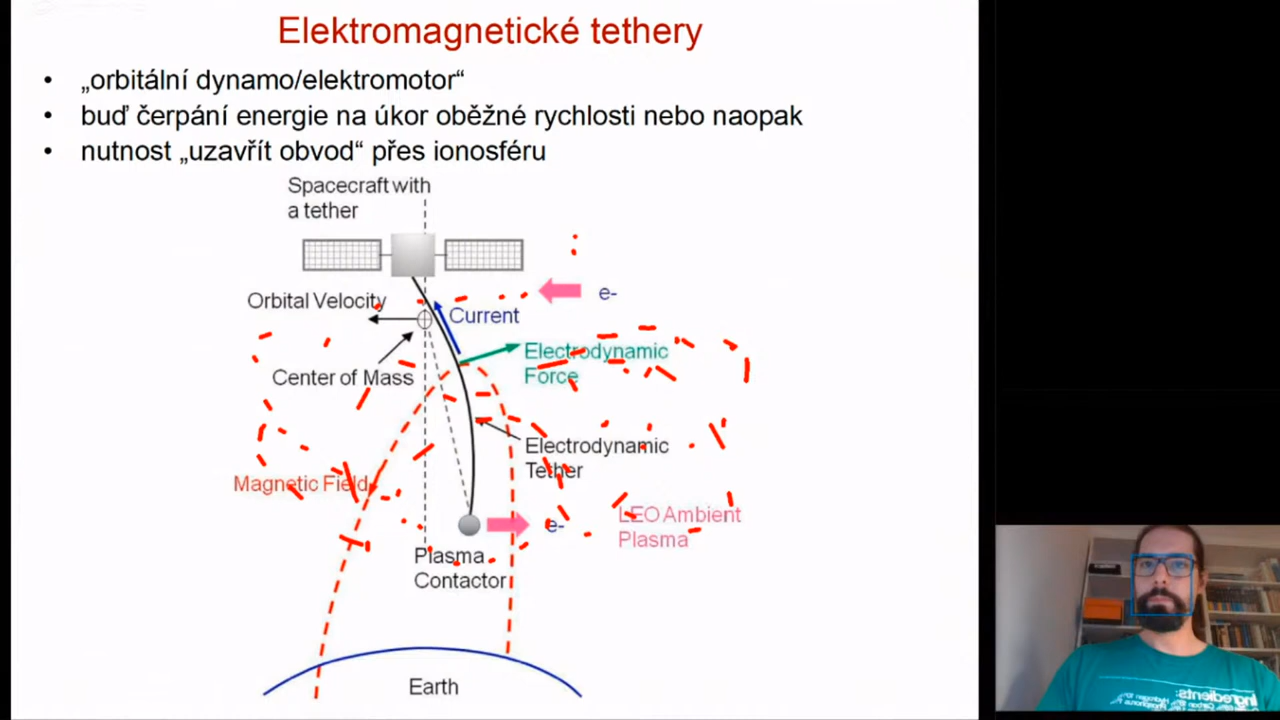 Elektromagnetické tethery
• „orbitální dynamo/elektromotor“
• buď čerpání energie na úkor oběžné rychlosti nebo naopak
• nutnost „uzavřít obvod“ přes ionosféru
Spacecraft with
a tether
e-
Orbital Velocity
Current
Electrodynamic
Force
Center of Mass
Electrodynamic
Tether
Magnetic Field
LEO Ambient
Plasma
e-
Plasma
Contactor
Earth
Ingredients: